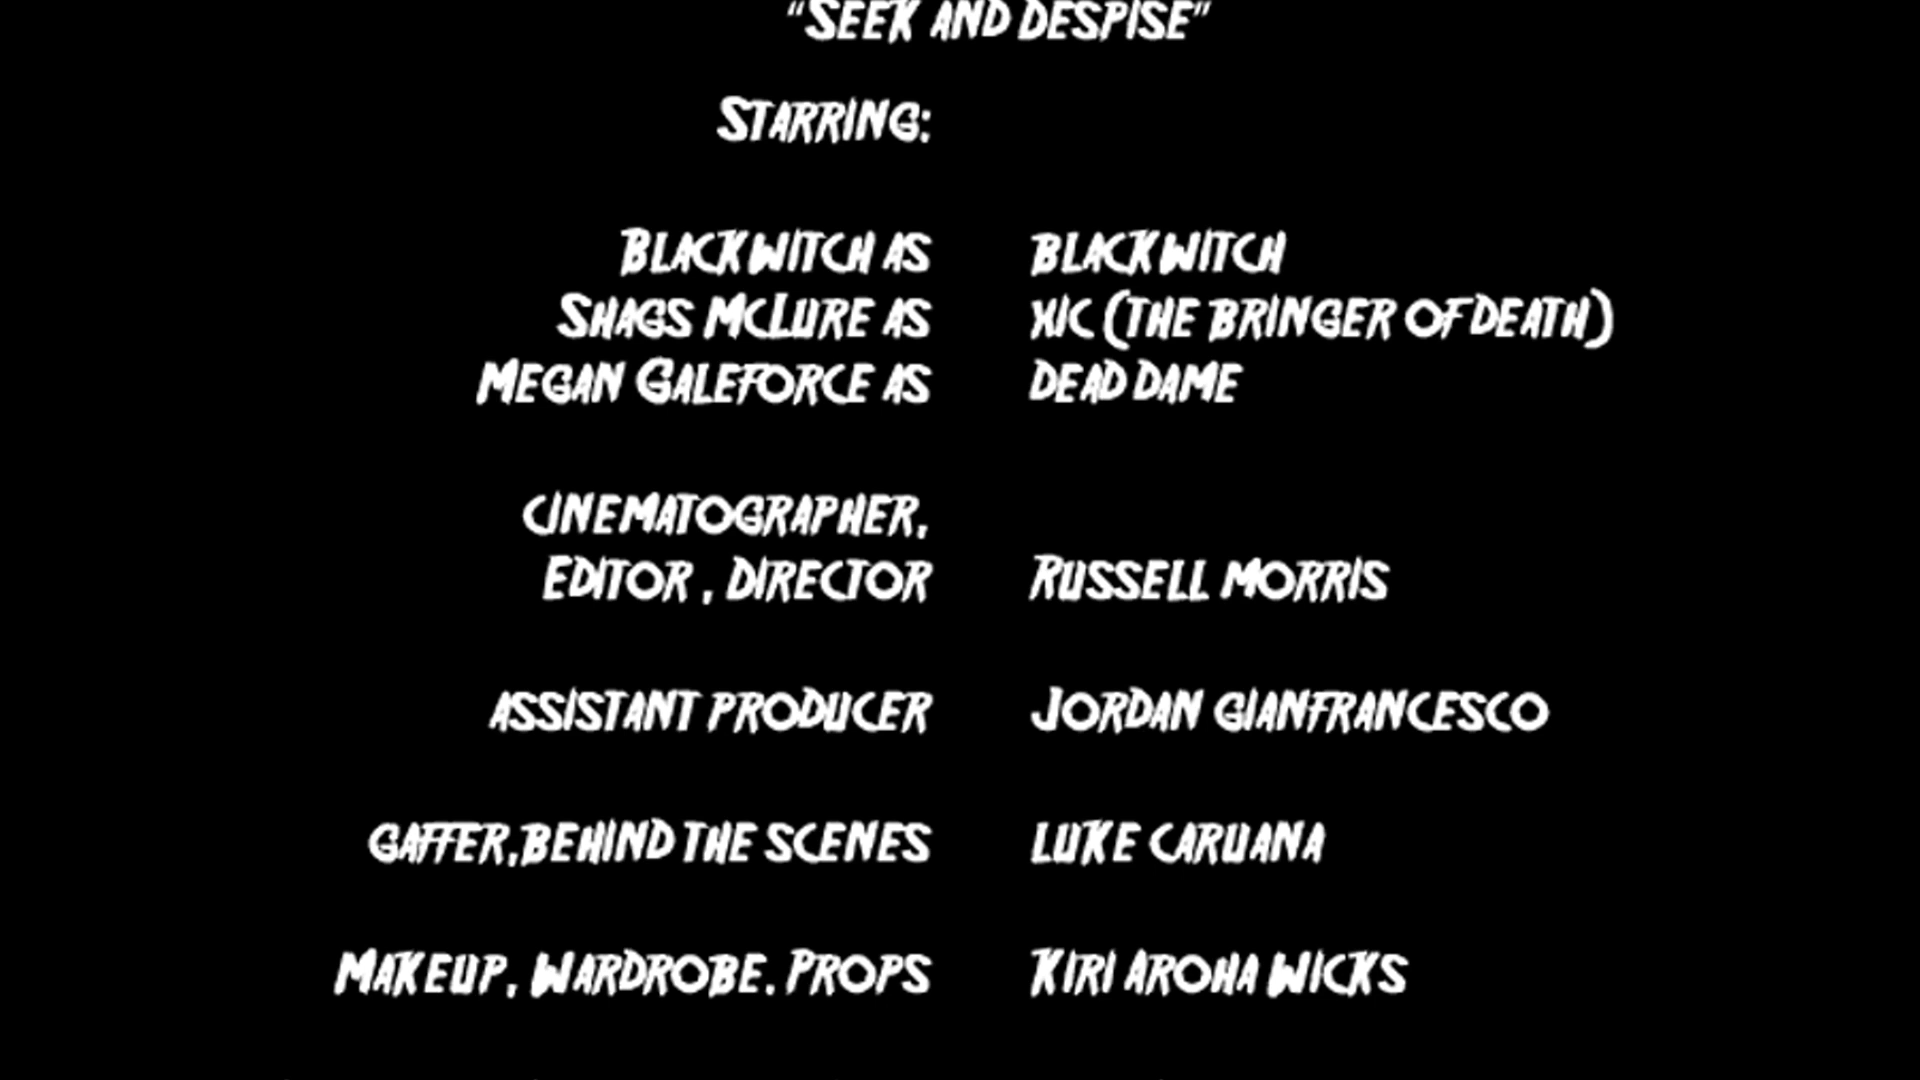 "Seek and Despise"
Starring:
Blackwitch as Blackwitch
Shags McLure as XIC (The Bringer of Death)
Megan Galeforce as Dead Dame
Cinematographer,
Editor , Director Russell Morris
Assistant Producer Jordan Gianfrancesco
Gaffer, Behind the Scenes Luke Caruana
Makeup, Wardrobe. Props Kiri Aroha Wicks